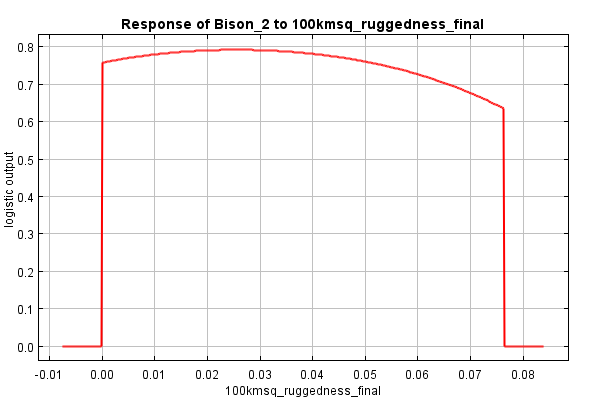 Response of Bison_2 to 100kmsq_ruggedness_final
logistic output
0.8
0.7
0.6
0.5
0.4
0.3
0.2
0.1
0.0
-0.01 0.00 0.01 0.02 0.03 0.04 0.05 0.06 0.07 0.08
100kmsq_ruggedness_final